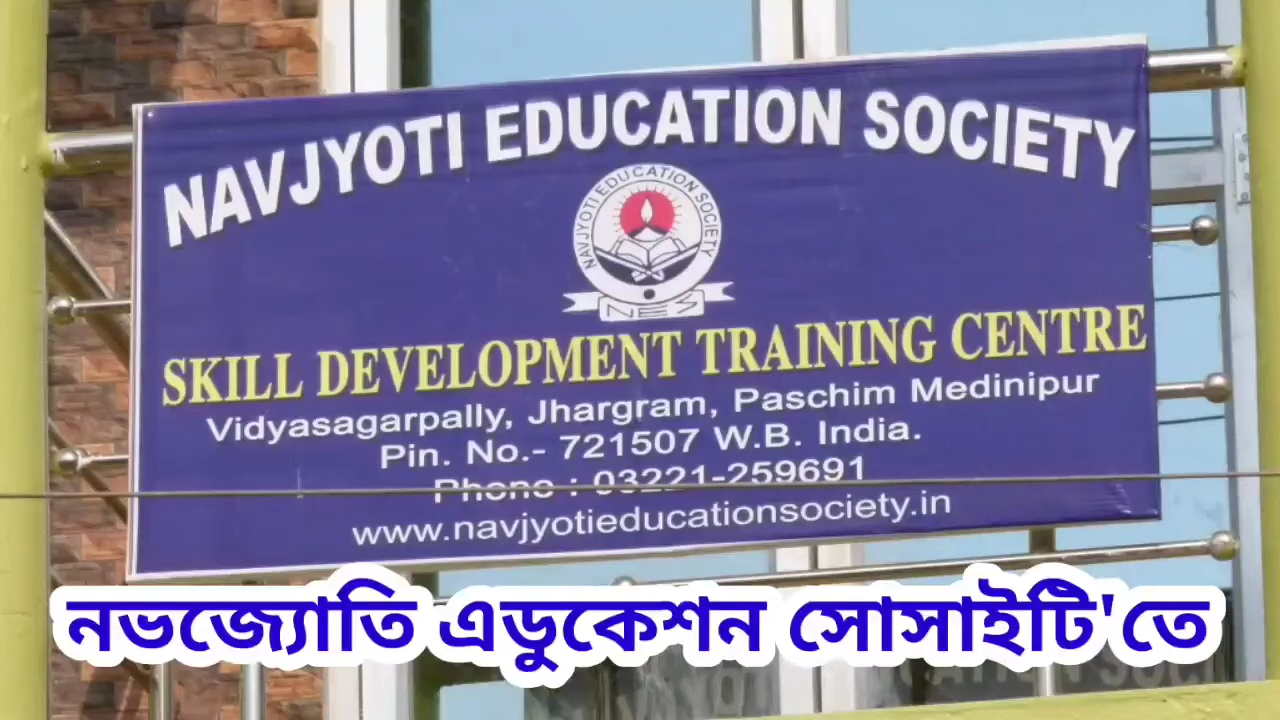 NAVJYOTI EDUCATION SOCIETY
NAVJYOTI EDUCATION SOCIETY
NES
SKILL DEVELOPMENT TRAINING CENTRE
Vidyasagarpally, Jhargram, Paschim Medinipur
Pin. No.- 721507 W.B. India.
Phone : 03221-259691
www.navjyotieducationsociety.in
নভজ্যোতি এডুকেশন সোসাইটি'তে